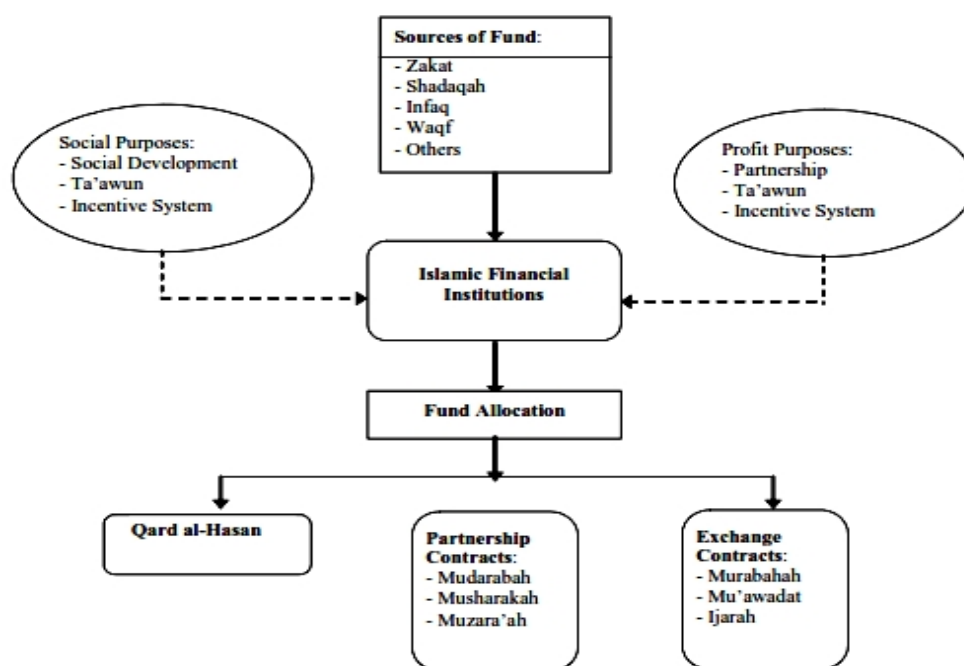 Sources of Fund:
- Zakat
- Shadaqah
- Infaq
- Waqf
- Others
Social Purposes:
- Social Development
- Ta'awun
- Incentive System
Profit Purposes:
- Partnership
- Ta'awun
- Incentive System
Islamic Financial
Institutions
Fund Allocation
Qard al-Hasan
Partnership
Contracts:
- Mudarabah
- Musharakah
- Muzara'ah
Exchange
Contracts:
- Murabahah
- Mu'awadat
- Ijarah